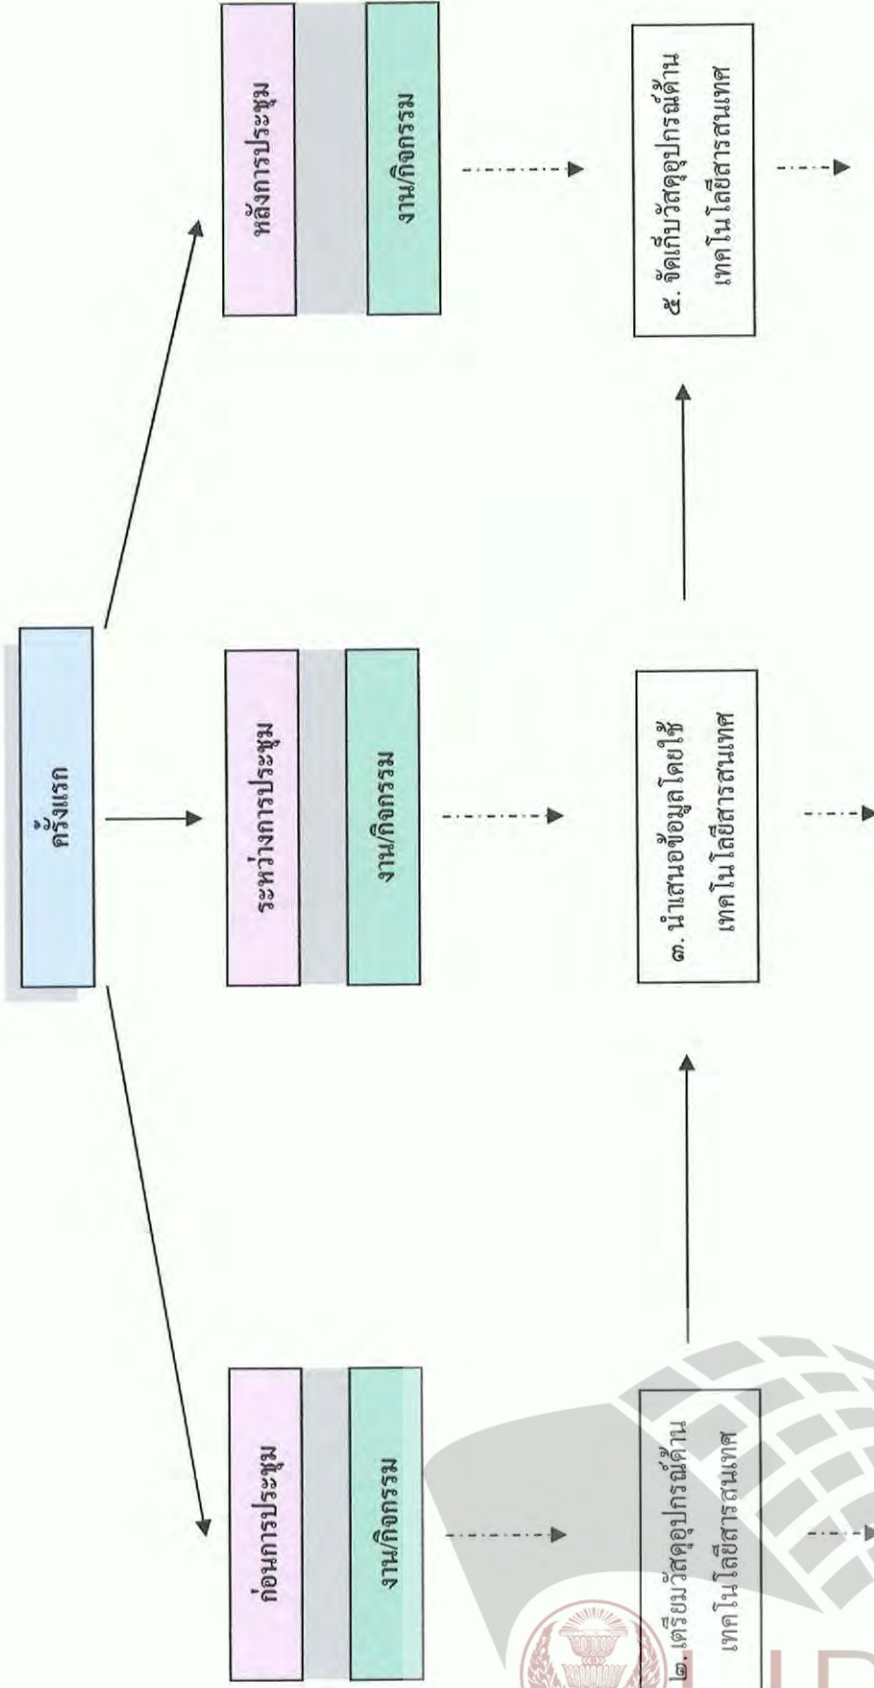 ครั้งแรก
ก่อนการประชุม
งาน/กิจกรรม
๒. เตรียมวัสดุอุปกรณ์ด้าน
เทคโนโลยีสารสนเทศ
ระหว่างการประชุม
งาน/กิจกรรม
๓. นำเสนอข้อมูลโดยใช้
เทคโนโลยีสารสนเทศ
หลังการประชุม
งาน/กิจกรรม
๕. จัดเก็บวัสดุอุปกรณ์ด้าน
เทคโนโลยีสารสนเทศ